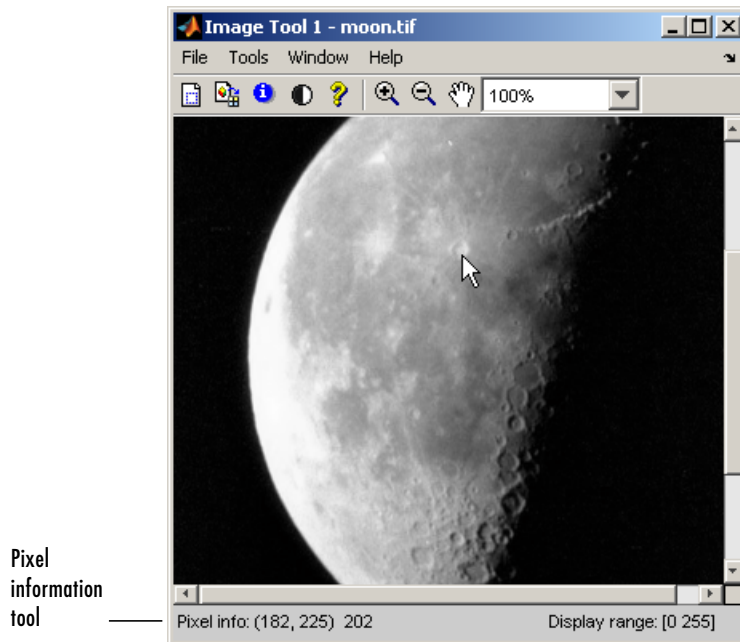 Image Tool 1 - moon.tif
File Tools Window Help
100%
Pixel
information
tool
Pixel info: (182, 225) 202
Display range: [0 255]